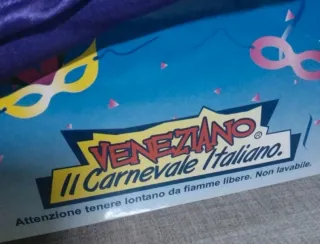 VENEZIANO®
Il Carnevale Italiano.
Attenzione tenere lontano da fiamme libere. Non lavabile.